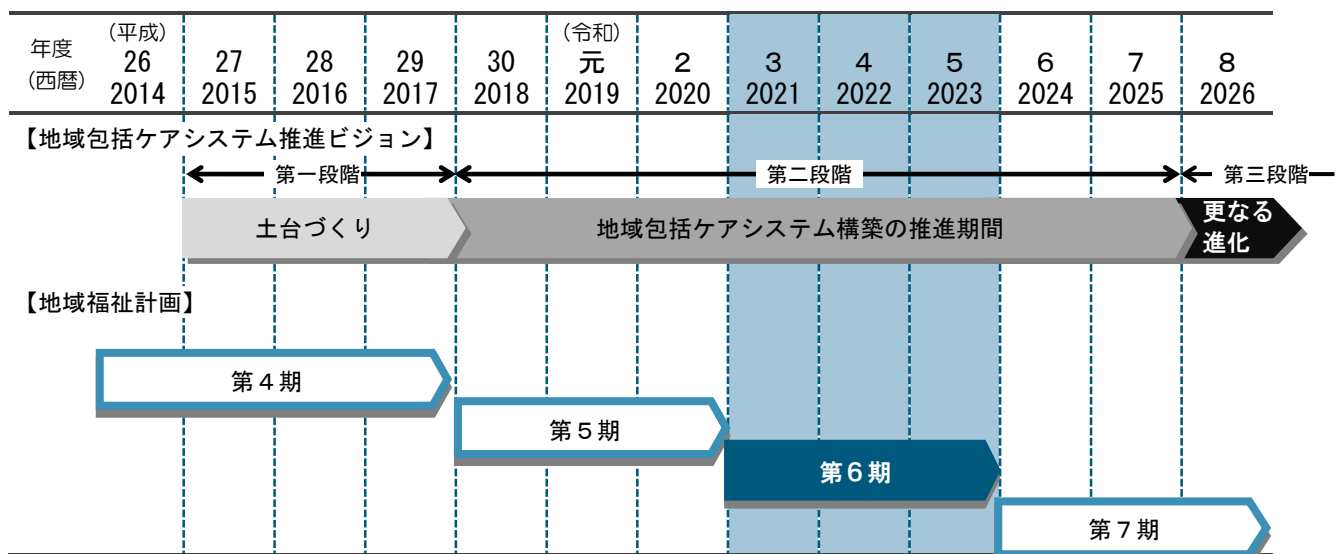 年度 (平成) (令和)
(西暦) 26 27 28 29 30 元 2 3 4 5 6 7 8
2014 2015 2016 2017 2018 2019 2020 2021 2022 2023 2024 2025 2026
【地域包括ケアシステム推進ビジョン】
第一段階 第二段階 第三段階
土台づくり 地域包括ケアシステム構築の推進期間 更なる
進化
【地域福祉計画】
第4期
第5期
第6期
第7期